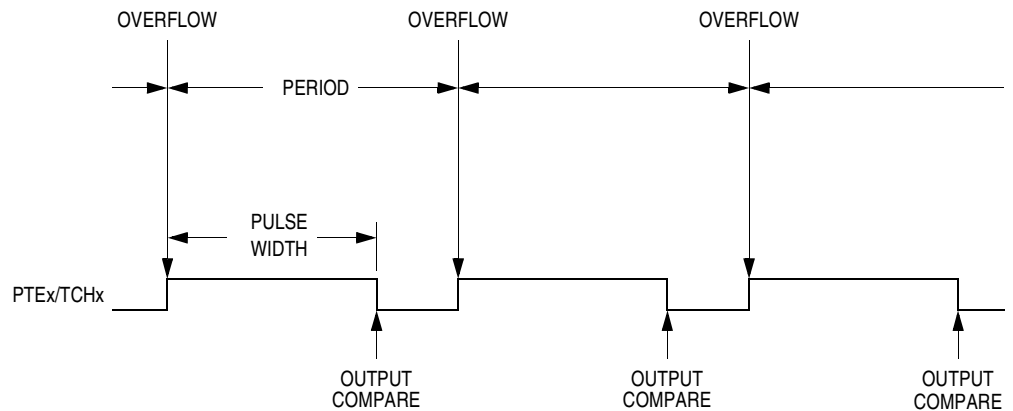 OVERFLOW
OVERFLOW
OVERFLOW
PERIOD
PULSE
WIDTH
PTEx/TCHx
OUTPUT
COMPARE
OUTPUT
COMPARE
OUTPUT
COMPARE